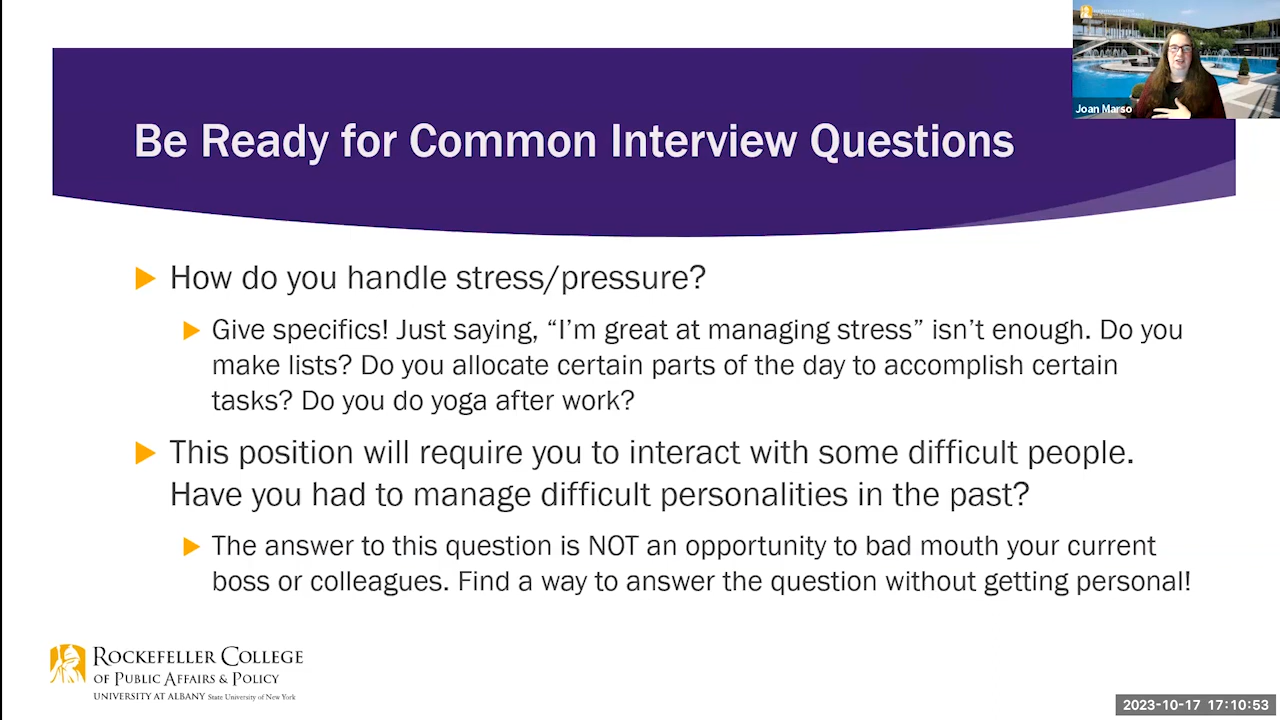 Joan Marso
Be Ready for Common Interview Questions
How do you handle stress/pressure?
Give specifics! Just saying, “I’m great at managing stress” isn’t enough. Do you
make lists? Do you allocate certain parts of the day to accomplish certain
tasks? Do you do yoga after work?
This position will require you to interact with some difficult people.
Have you had to manage difficult personalities in the past?
The answer to this question is NOT an opportunity to bad mouth your current
boss or colleagues. Find a way to answer the question without getting personal!
ROCKEFELLER COLLEGE
OF PUBLIC AFFAIRS & POLICY
UNIVERSITY AT ALBANY State University of New York
2023-10-17 17:10:53